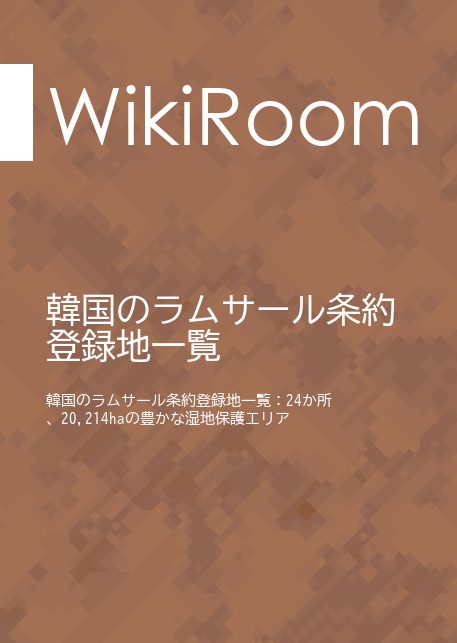 WikiRoom
韓国のラムサール条約
登録地一覧
韓国のラムサール条約登録地一覧：24か所
、20,214haの豊かな湿地保護エリア